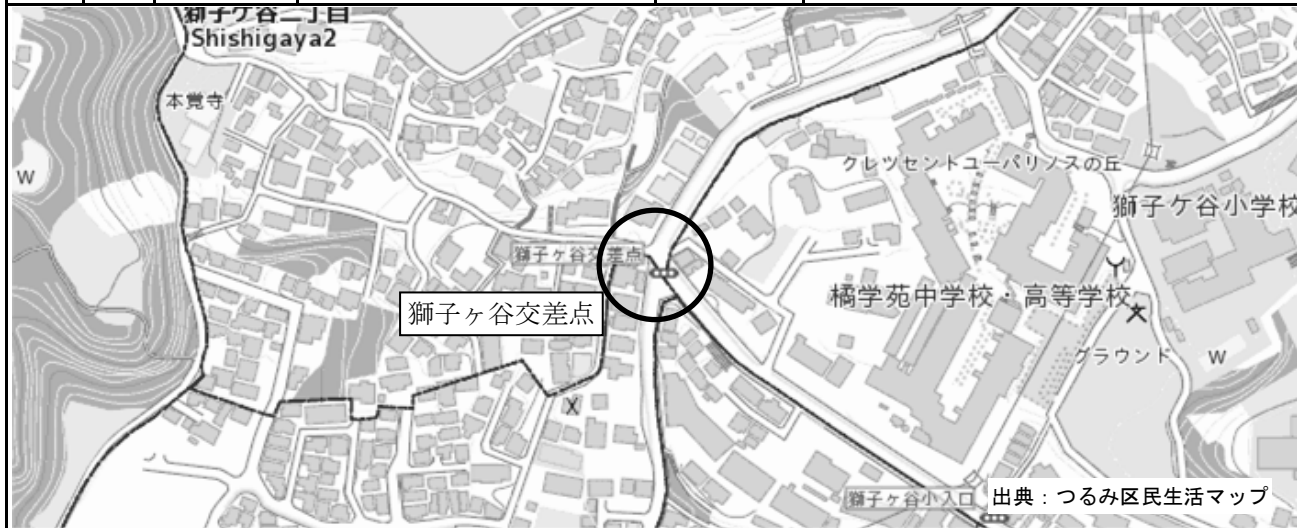 獅子ケ谷二丁目
Shishigaya2
本覚寺
W
クレツセントユーパリノスの丘
獅子ケ谷小学校
獅子ヶ谷交差点
獅子ヶ谷交差点
橘学苑中学校・高等学校
グラウンド
W
獅子ヶ谷小入口
出典：つるみ区民生活マップ